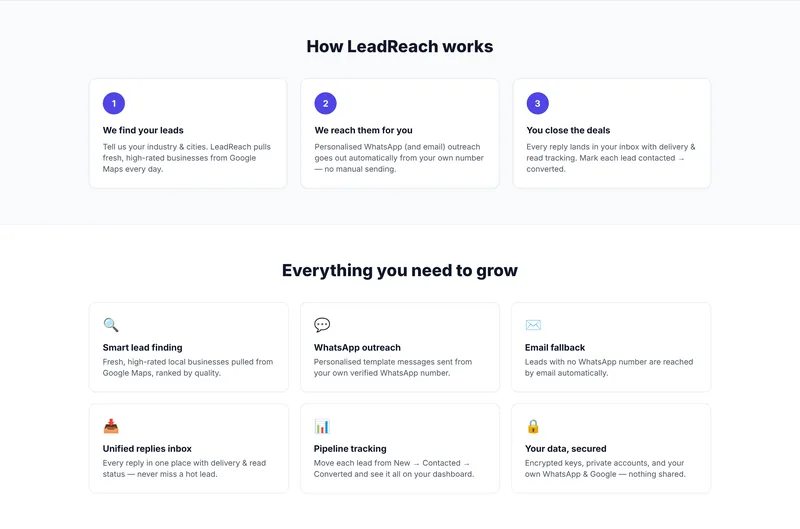 How LeadReach works
1
We find your leads
Tell us your industry & cities. LeadReach pulls
fresh, high-rated businesses from Google
Maps every day.
2
We reach them for you
Personalised WhatsApp (and email) outreach
goes out automatically from your own number
— no manual sending.
3
You close the deals
Every reply lands in your inbox with delivery &
read tracking. Mark each lead contacted →
converted.
Everything you need to grow
Smart lead finding
Fresh, high-rated local businesses pulled from
Google Maps, ranked by quality.
WhatsApp outreach
Personalised template messages sent from
your own verified WhatsApp number.
Email fallback
Leads with no WhatsApp number are reached
by email automatically.
Unified replies inbox
Every reply in one place with delivery & read
status — never miss a hot lead.
Pipeline tracking
Move each lead from New → Contacted →
Converted and see it all on your dashboard.
Your data, secured
Encrypted keys, private accounts, and your
own WhatsApp & Google — nothing shared.